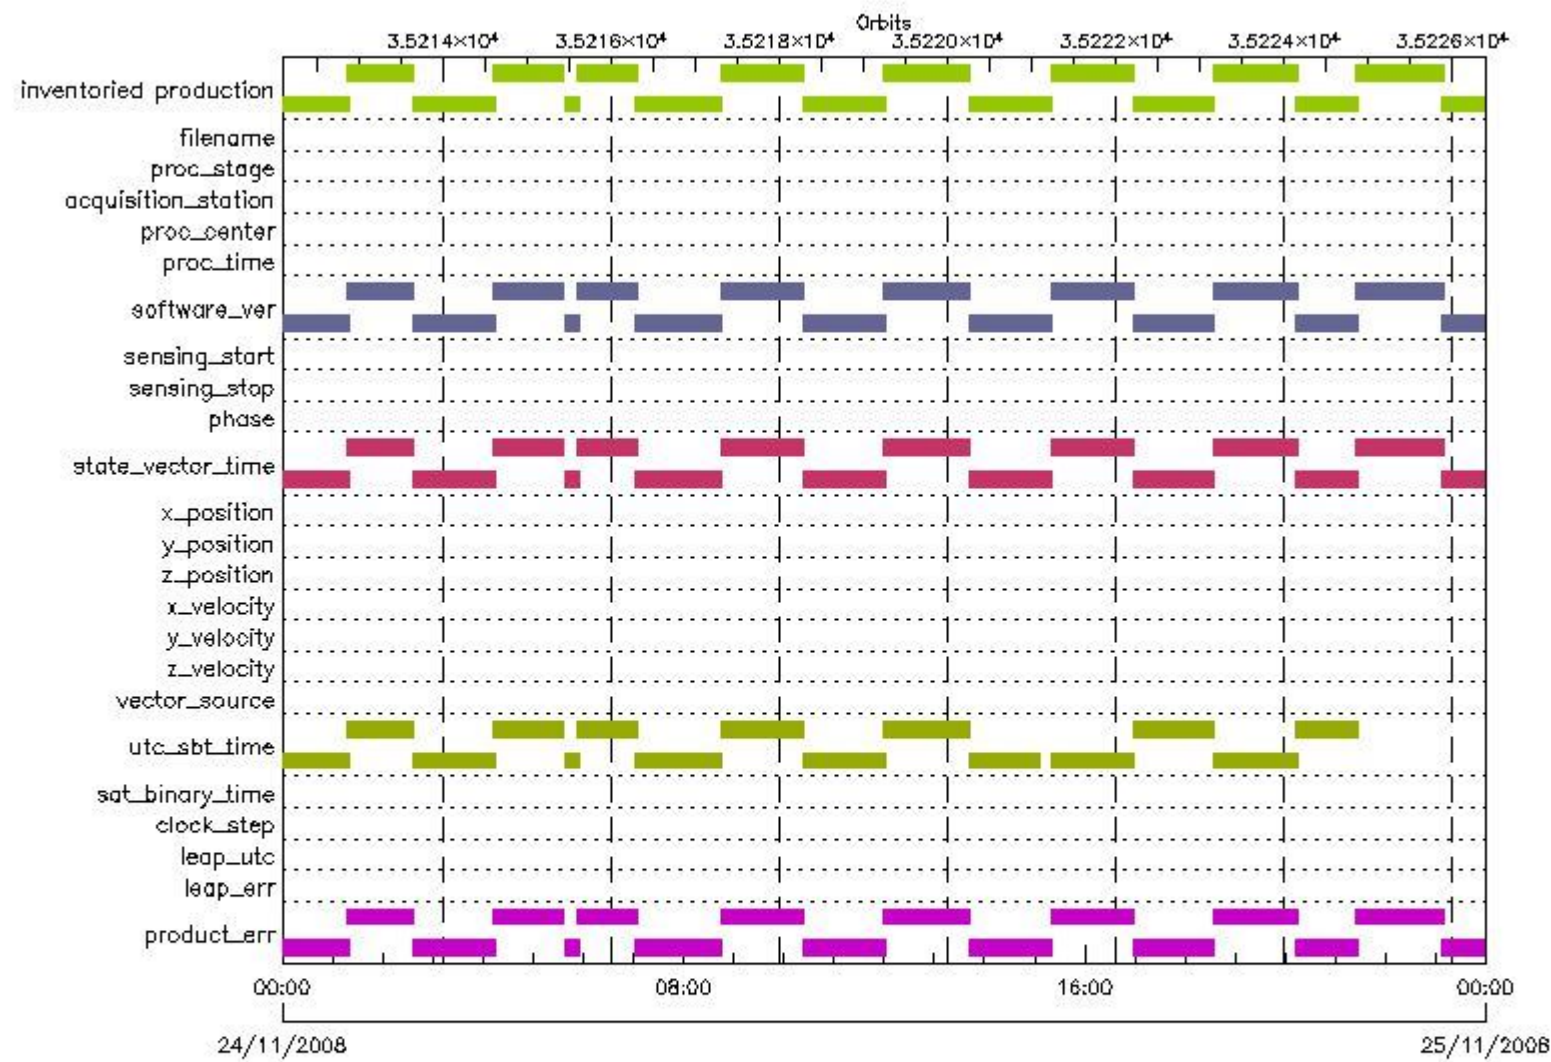 Orbits
3.5214×10⁴ 3.5216×10⁴ 3.5218×10⁴ 3.5220×10⁴ 3.5222×10⁴ 3.5224×10⁴ 3.5226×10⁴
inventoried production
filename
proc_stage
acquisition_station
proc_center
proc_time
software_ver
sensing_start
sensing_stop
phase
state_vector_time
x_position
y_position
z_position
x_velocity
y_velocity
z_velocity
vector_source
utc_sbt_time
sat_binary_time
clock_step
leap_utc
leap_err
product_err
00:00 08:00 16:00 00:00
24/11/2008 25/11/2008